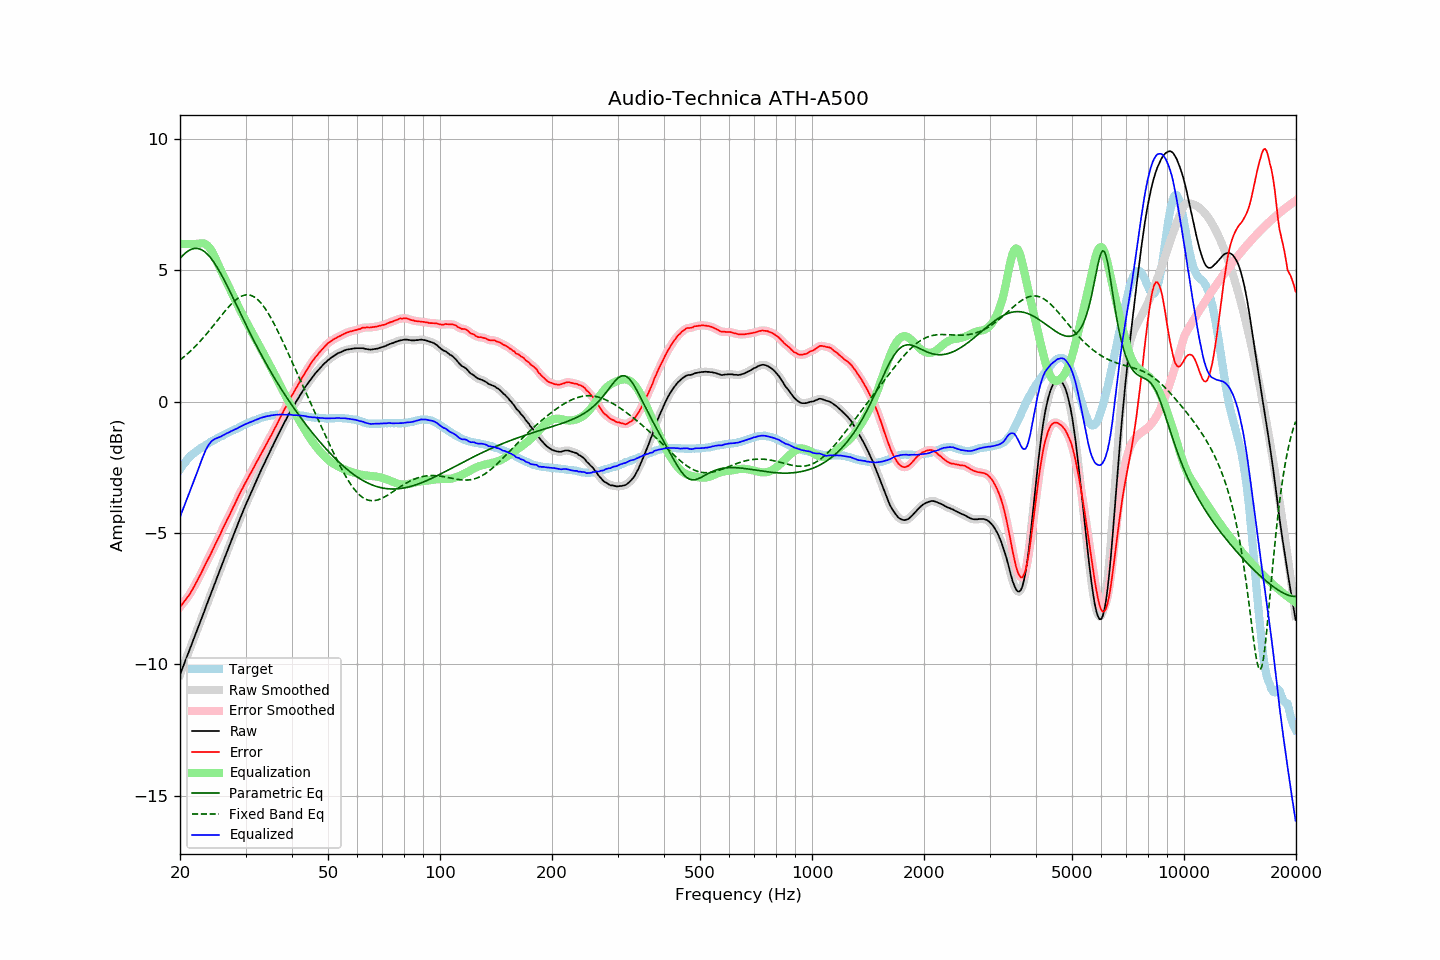 Audio-Technica ATH-A500
Amplitude (dBr)
10
5
0
−5
−10
−15
Target
Raw Smoothed
Error Smoothed
Raw
Error
Equalization
Parametric Eq
Fixed Band Eq
Equalized
20 50 100 200 500 1000 2000 5000 10000 20000
Frequency (Hz)